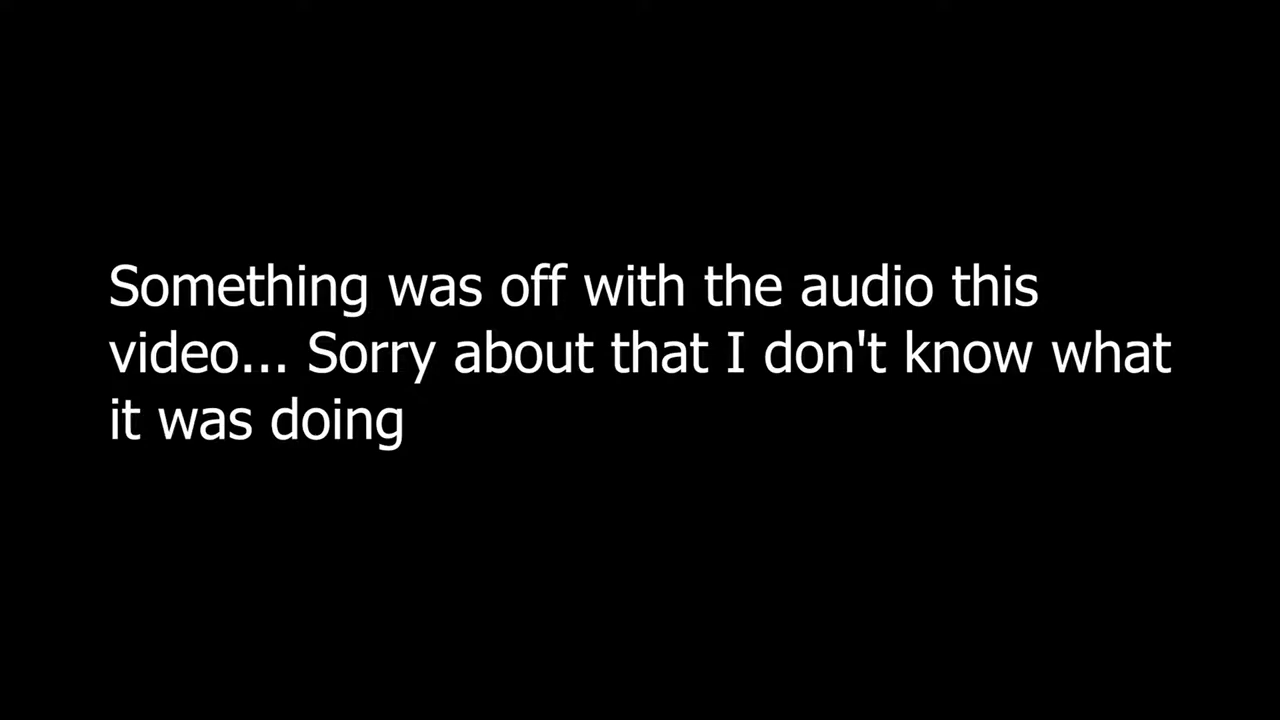 Something was off with the audio this
video... Sorry about that I don't know what
it was doing